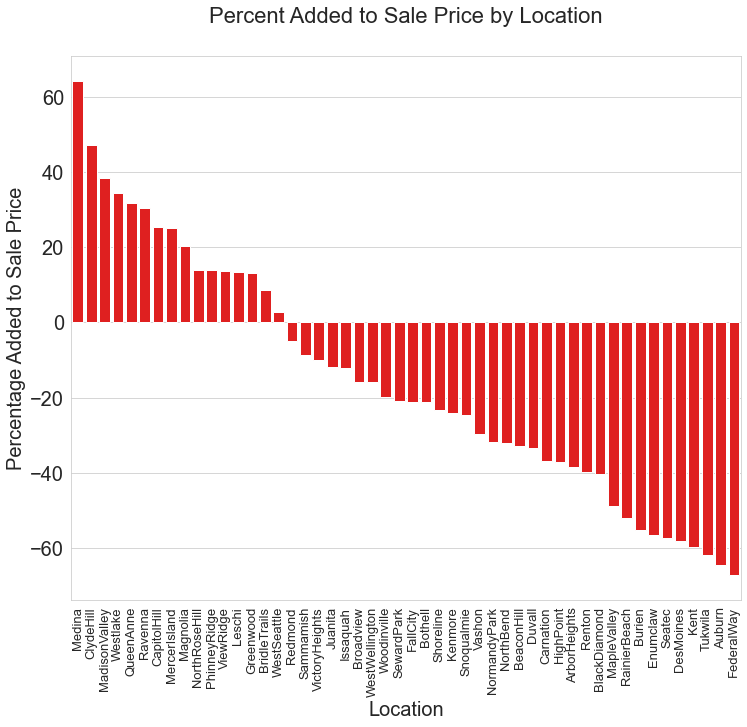 Percent Added to Sale Price by Location
Percentage Added to Sale Price
60
40
20
0
−20
−40
−60
Medina
ClydeHill
MadisonValley
Westlake
QueenAnne
Ravenna
CapitolHill
MercerIsland
Magnolia
NorthRoseHill
PhinneyRidge
ViewRidge
Leschi
Greenwood
BridleTrails
WestSeattle
Redmond
Sammamish
VictoryHeights
Juanita
Issaquah
Broadview
WestWellington
Woodinville
SewardPark
FallCity
Bothell
Shoreline
Kenmore
Snoqualmie
Vashon
NormandyPark
NorthBend
BeaconHill
Duvall
Carnation
HighPoint
ArborHeights
Renton
BlackDiamond
MapleValley
RainierBeach
Burien
Enumclaw
Seatec
DesMoines
Kent
Tukwila
Auburn
FederalWay
Location